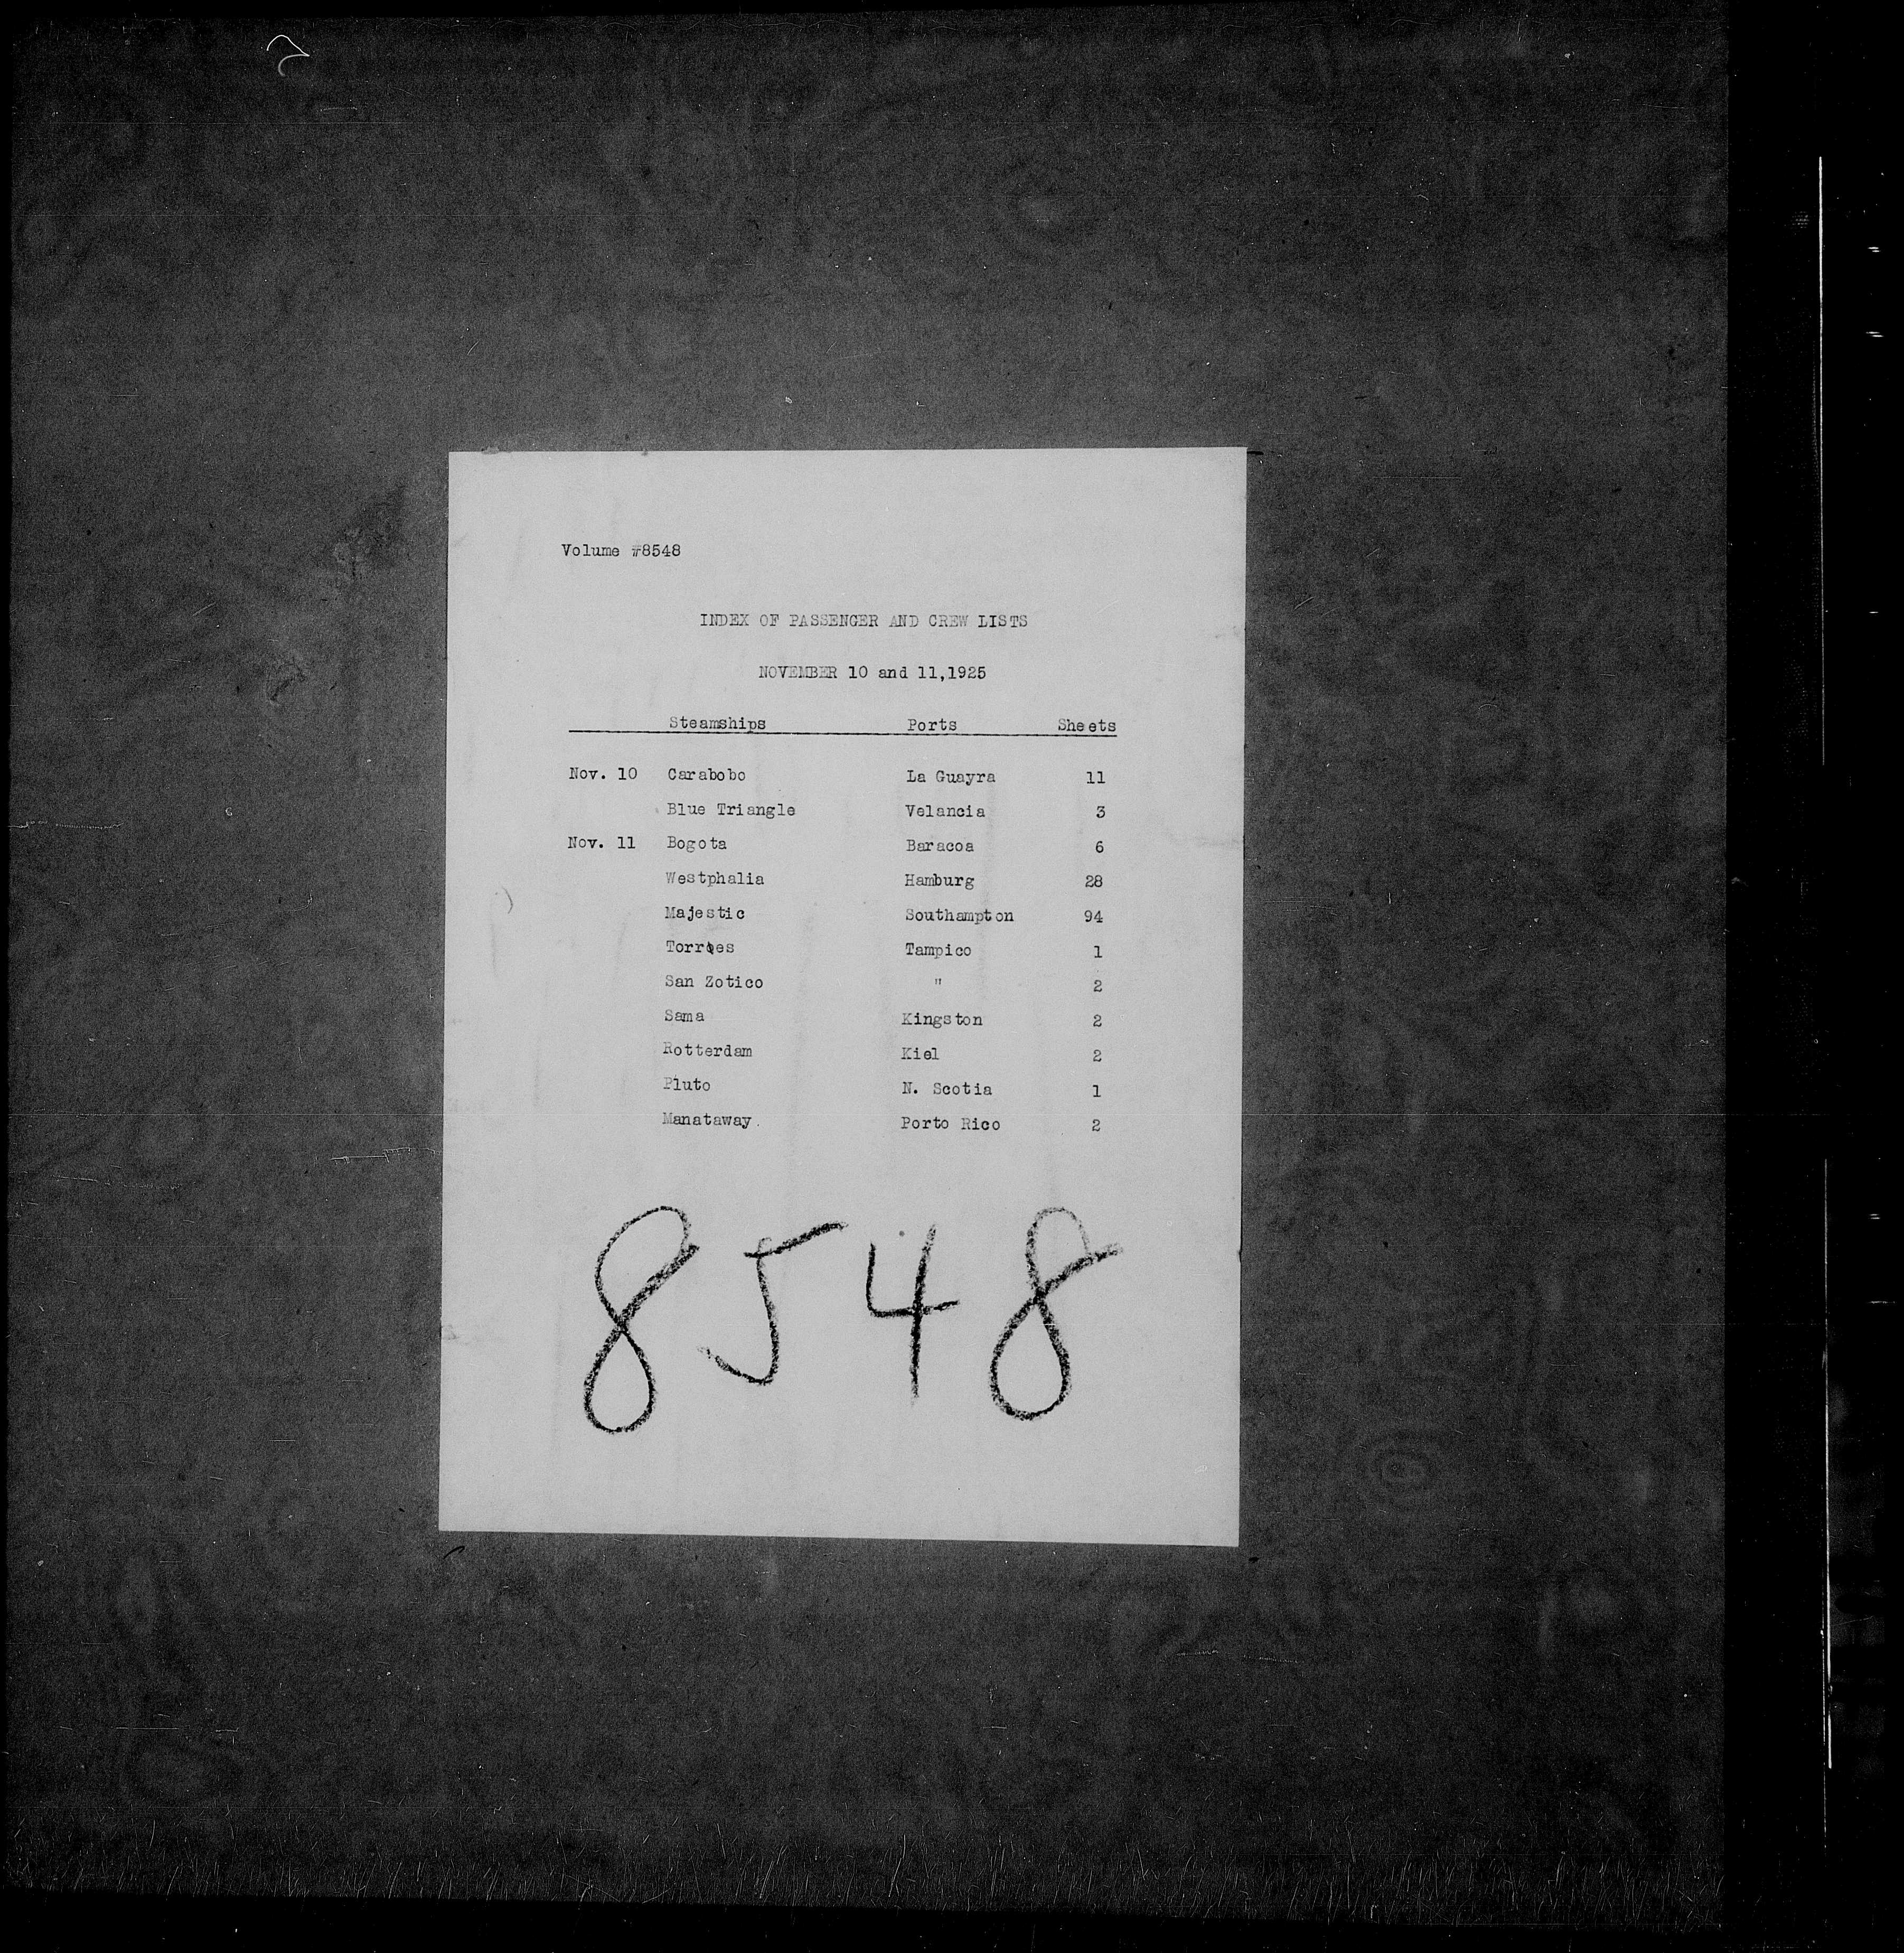 Volume #8548
INDEX OF PASSENGER AND CREW LISTS
NOVEMBER 10 and 11,1925
Steamships Ports Sheets
Nov. 10 Carabobo La Guayra 11
Blue Triangle Velancia 3
Nov. 11 Bogota Baracoa 6
Westphalia Hamburg 28
Majestic Southampton 94
Torres Tampico 1
San Zotico " 2
Sama Kingston 2
Rotterdam Kiel 2
Pluto N. Scotia 1
Manataway. Porto Rico 2
8548